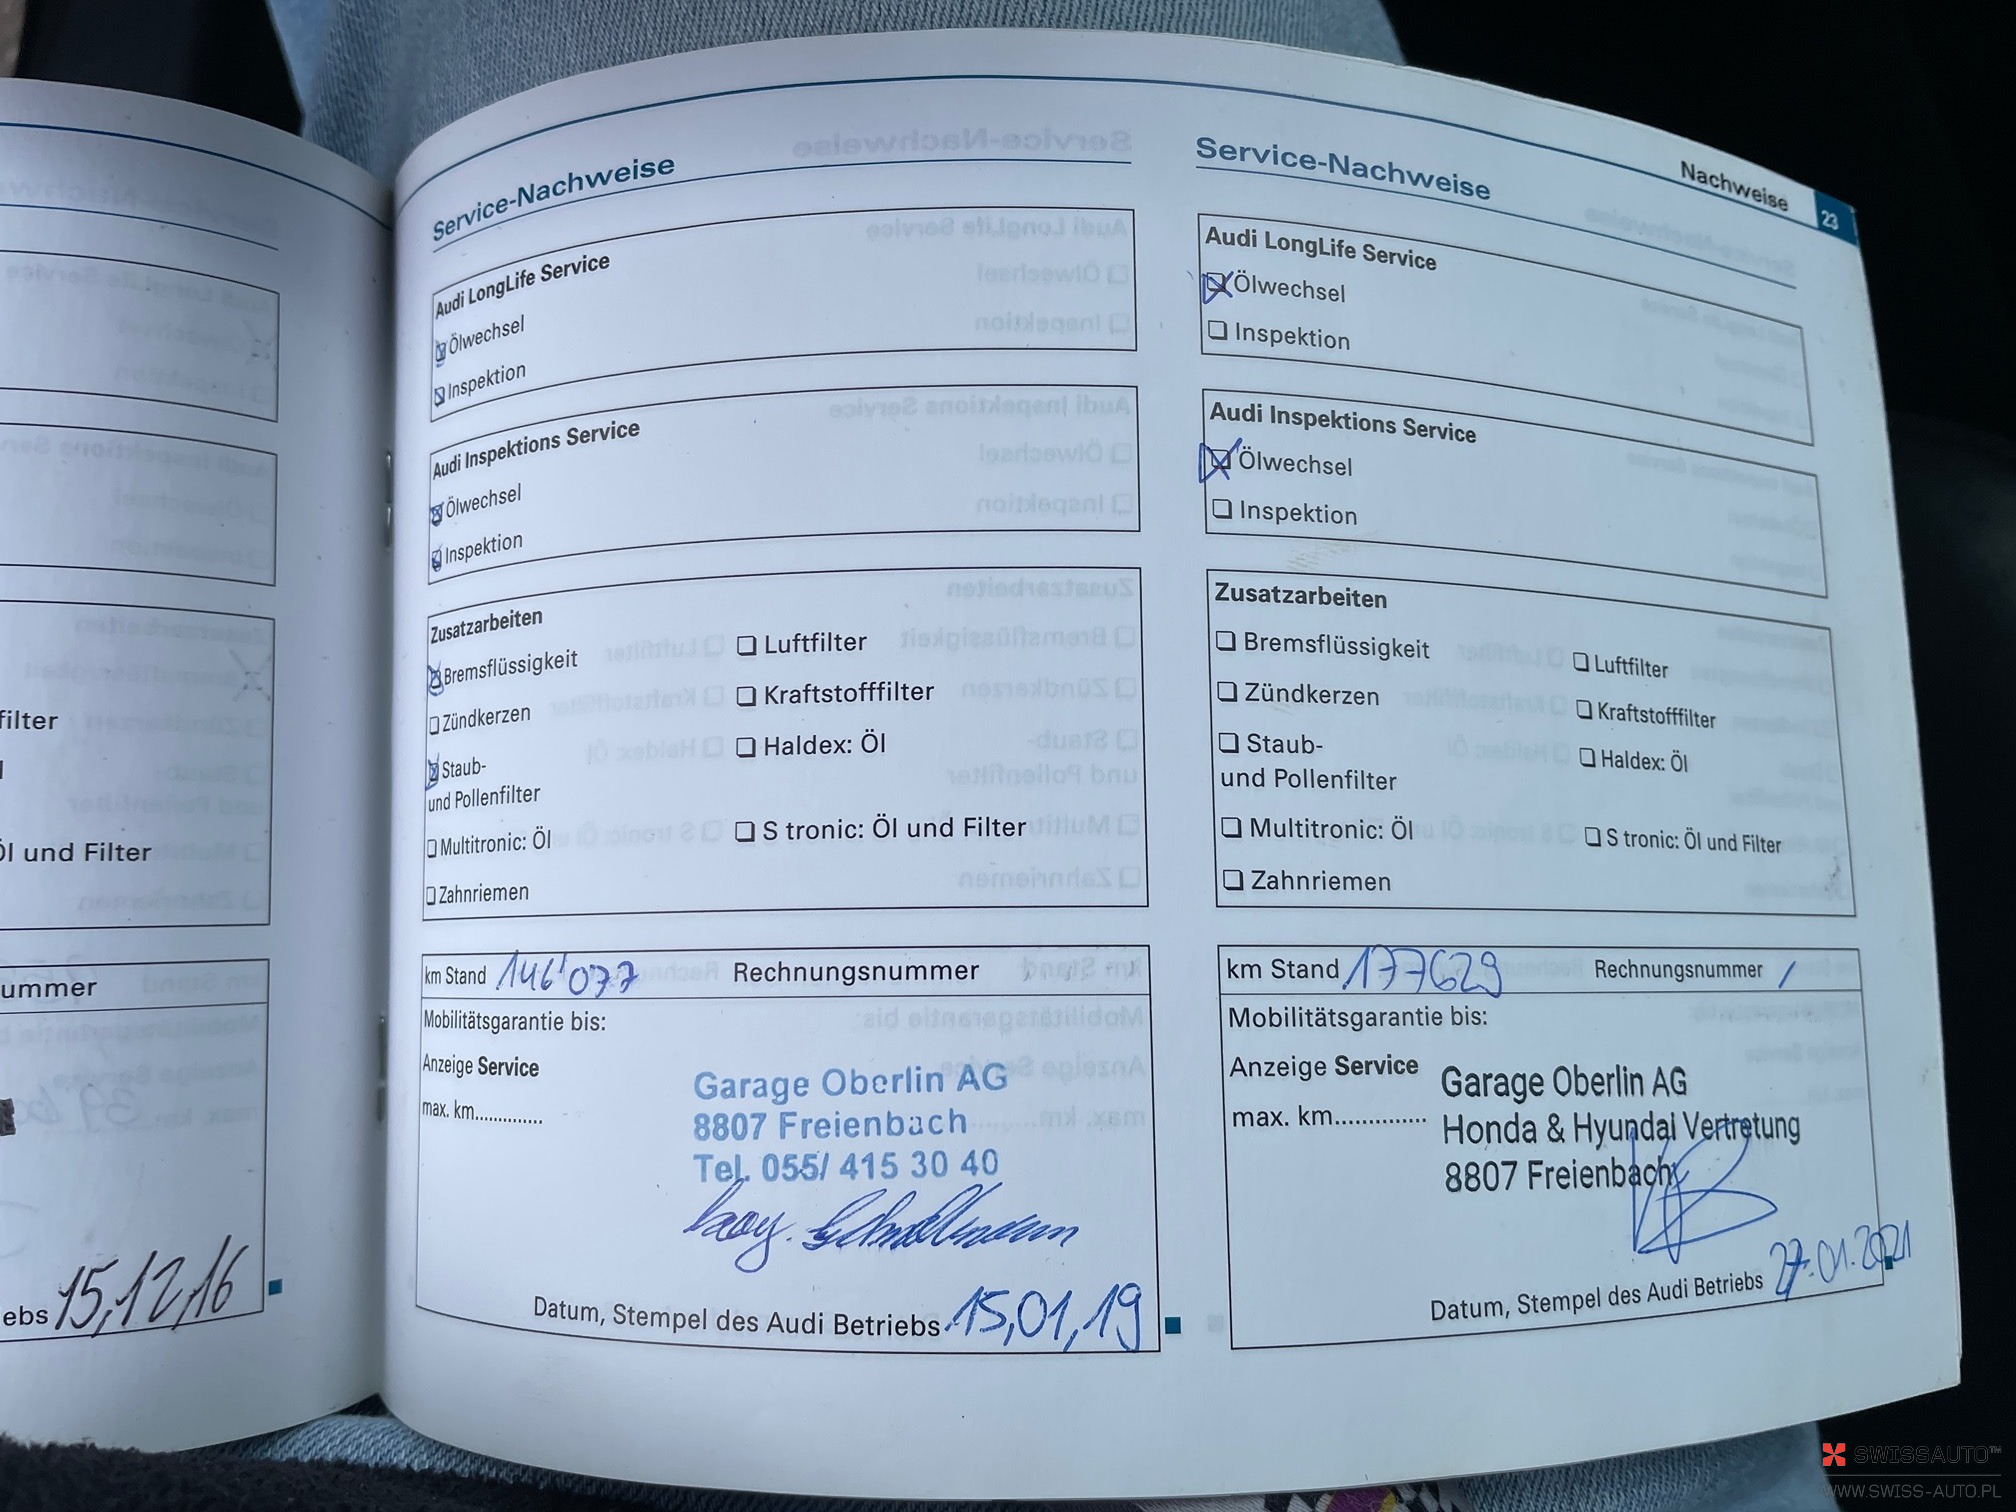 filter
Öl und Filter
ummer
ebs 15,12,16
Service-Nachweise
Audi LongLife Service
Ölwechsel
Inspektion
Audi Inspektions Service
Ölwechsel
Inspektion
Zusatzarbeiten
Bremsflüssigkeit
Luftfilter
Zündkerzen
Kraftstofffilter
Staub-
und Pollenfilter
Haldex: Öl
Multitronic: Öl
S tronic: Öl und Filter
Zahnriemen
km Stand 146'077 Rechnungsnummer
Mobilitätsgarantie bis:
Anzeige Service
max. km..............
Garage Oberlin AG
8807 Freienbach
Tel. 055/ 415 30 40
Datum, Stempel des Audi Betriebs 15,01,19
Nachweise 23
Service-Nachweise
Audi LongLife Service
Ölwechsel
Inspektion
Audi Inspektions Service
Ölwechsel
Inspektion
Zusatzarbeiten
Bremsflüssigkeit
Luftfilter
Zündkerzen
Kraftstofffilter
Staub-
und Pollenfilter
Haldex: Öl
Multitronic: Öl
S tronic: Öl und Filter
Zahnriemen
km Stand 177629 Rechnungsnummer /
Mobilitätsgarantie bis:
Anzeige Service
max. km..............
Garage Oberlin AG
Honda & Hyundai Vertretung
8807 Freienbach
Datum, Stempel des Audi Betriebs 27.01.2021
SWISSAUTO™
WWW.SWISS-AUTO.PL